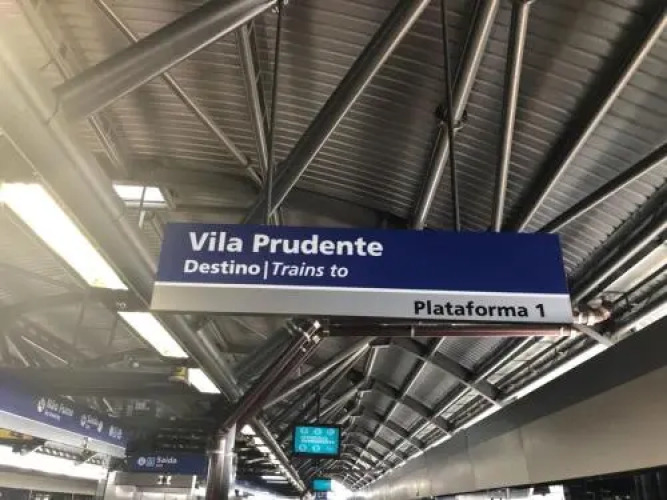 Vila Prudente
Destino|Trains to
Plataforma 1
Saída